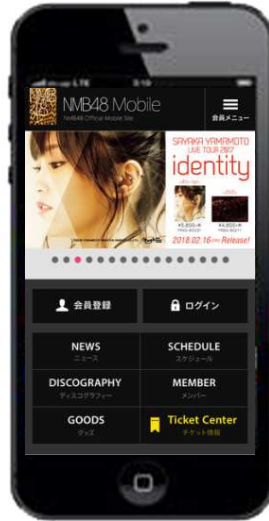 LTE 3:10
NMB48 Mobile
NMB48 Official Mobile Site
会員メニュー
SAYAKA YAMAMOTO
LIVE TOUR 2017
identity
2018.02.16 Release!
会員登録
ログイン
NEWS
ニュース
SCHEDULE
スケジュール
DISCOGRAPHY
ディスコグラフィー
MEMBER
メンバー
GOODS
グッズ
Ticket Center
チケット情報